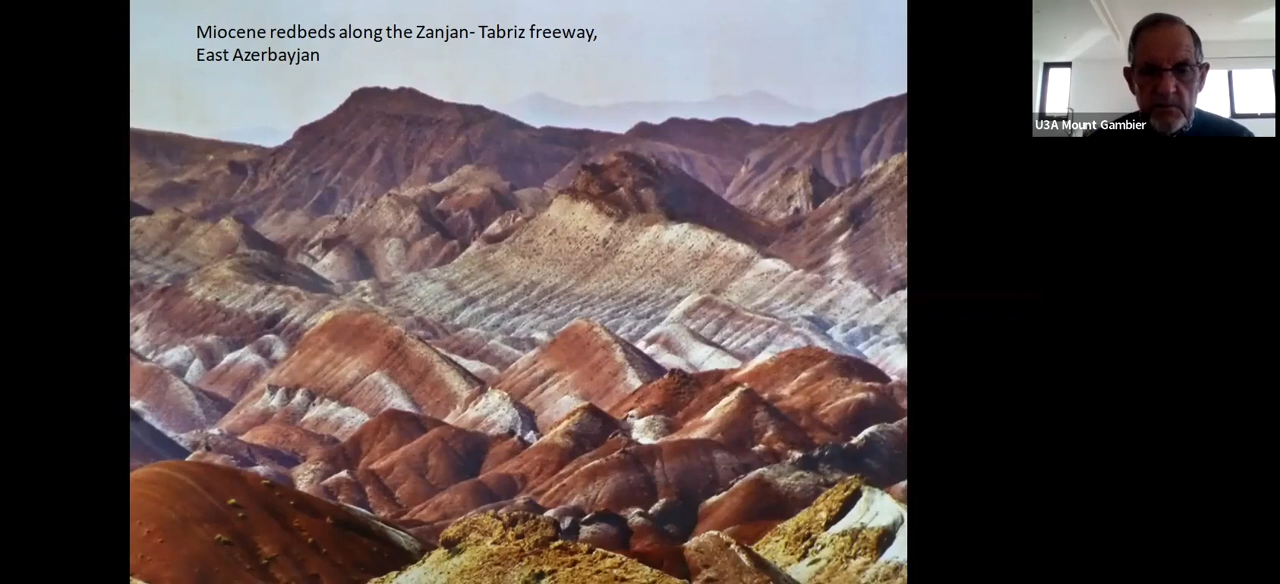 Miocene redbeds along the Zanjan- Tabriz freeway,
East Azerbayjan
U3A Mount Gambier